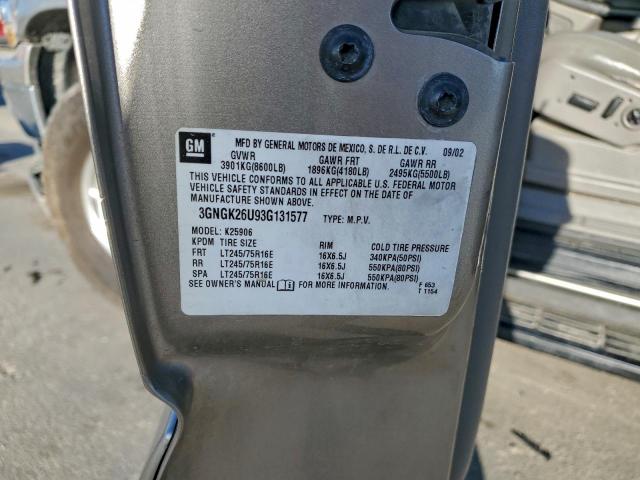 GM
MFD BY GENERAL MOTORS DE MEXICO, S. DE R.L. DE C.V. 09/02
GVWR GAWR FRT GAWR RR
3901KG(8600LB) 1896KG(4180LB) 2495KG(5500LB)
THIS VEHICLE CONFORMS TO ALL APPLICABLE U.S. FEDERAL MOTOR
VEHICLE SAFETY STANDARDS IN EFFECT ON THE DATE OF
MANUFACTURE SHOWN ABOVE.
3GNGK26U93G131577 TYPE: M.P.V.
MODEL: K25906
KPDM TIRE SIZE RIM COLD TIRE PRESSURE
FRT LT245/75R16E 16X6.5J 340KPA(50PSI)
RR LT245/75R16E 16X6.5J 550KPA(80PSI)
SPA LT245/75R16E 16X6.5J 550KPA(80PSI)
SEE OWNER'S MANUAL FOR MORE INFORMATION. F 653
T 1154